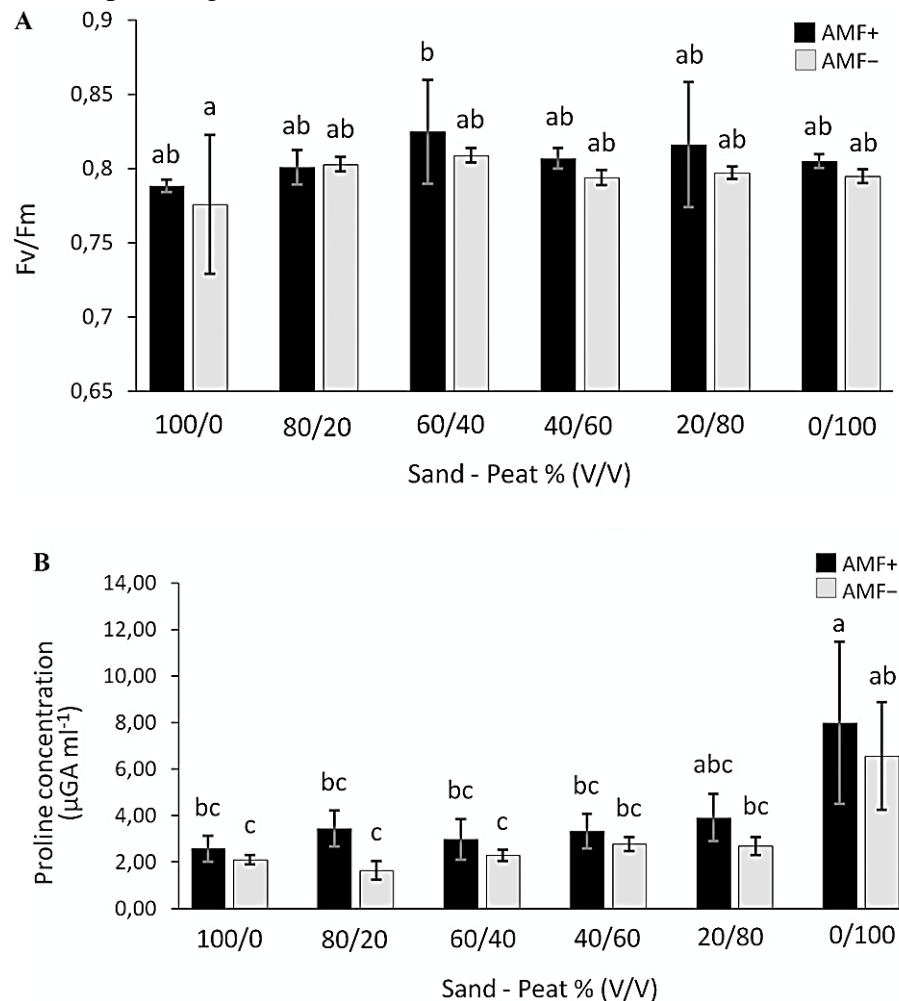 A
AMF+
AMF−
0,9
0,85
0,8
0,75
0,7
0,65
Fv/Fm
ab a ab ab b ab ab ab ab ab ab ab
100/0 80/20 60/40 40/60 20/80 0/100
Sand - Peat % (V/V)
B
AMF+
AMF−
14,00
12,00
10,00
8,00
6,00
4,00
2,00
0,00
Proline concentration
(µGA ml⁻¹)
bc c bc c bc c bc bc abc bc a ab
100/0 80/20 60/40 40/60 20/80 0/100
Sand - Peat % (V/V)